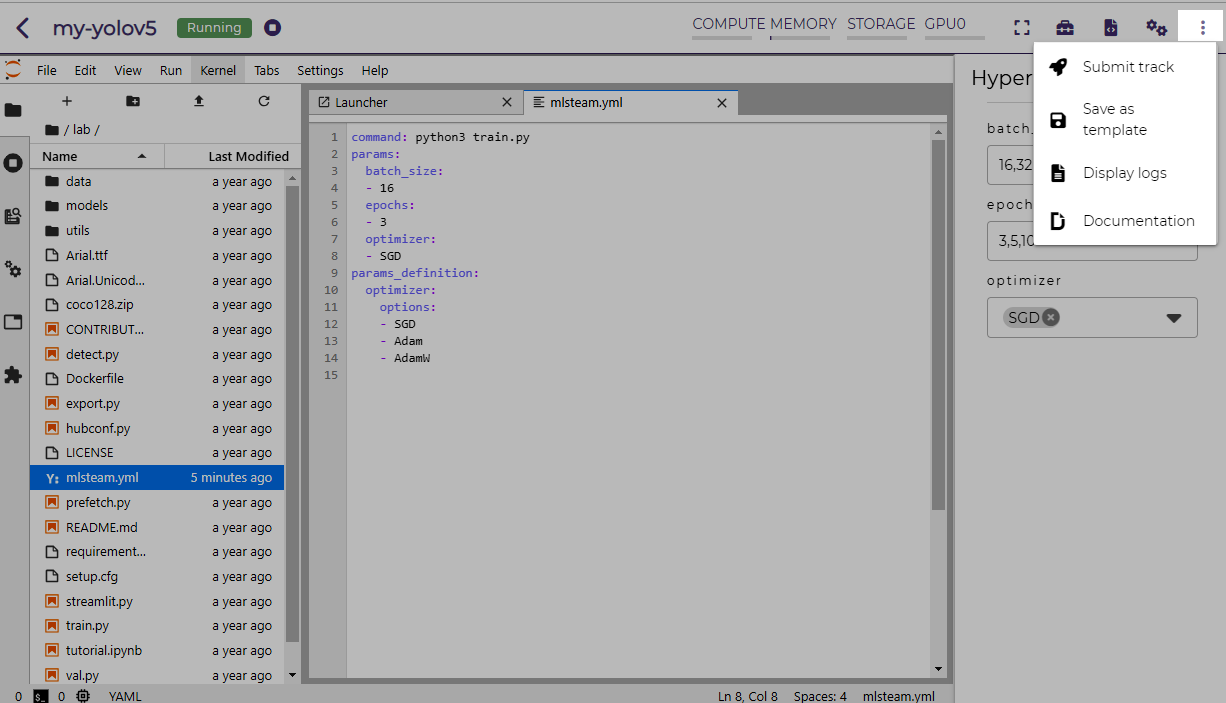 my-yolov5 Running COMPUTE MEMORY STORAGE GPU0
File Edit View Run Kernel Tabs Settings Help
/ lab /
Name Last Modified
data a year ago
models a year ago
utils a year ago
Arial.ttf a year ago
Arial.Unicod... a year ago
coco128.zip a year ago
CONTRIBUT... a year ago
detect.py a year ago
Dockerfile a year ago
export.py a year ago
hubconf.py a year ago
LICENSE a year ago
Y: mlsteam.yml 5 minutes ago
prefetch.py a year ago
README.md a year ago
requirement... a year ago
setup.cfg a year ago
streamlit.py a year ago
train.py a year ago
tutorial.ipynb a year ago
val.py a year ago
Launcher mlsteam.yml
1 command: python3 train.py
2 params:
3 batch_size:
4 - 16
5 epochs:
6 - 3
7 optimizer:
8 - SGD
9 params_definition:
10 optimizer:
11 options:
12 - SGD
13 - Adam
14 - AdamW
15
Hyper
batch_
16,32
epoch
3,5,10
optimizer
SGD
Submit track
Save as
template
Display logs
Documentation
0 $_ 0 YAML Ln 8, Col 8 Spaces: 4 mlsteam.yml